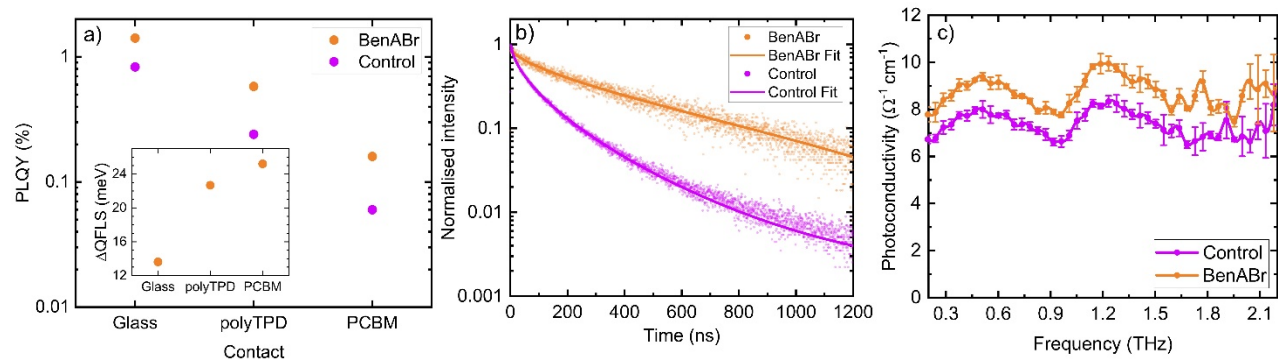 a)
BenABr
Control
1
0.1
0.01
PLQY (%)
Glass
polyTPD
PCBM
Contact
24
20
16
12
ΔQFLS (meV)
Glass
polyTPD
PCBM
b)
BenABr
BenABr Fit
Control
Control Fit
1
0.1
0.01
0.001
Normalised intensity
0
200
400
600
800
1000
1200
Time (ns)
c)
12
10
8
6
4
2
0
Photoconductivity (Ω⁻¹ cm⁻¹)
Control
BenABr
0.3
0.6
0.9
1.2
1.5
1.8
2.1
Frequency (THz)